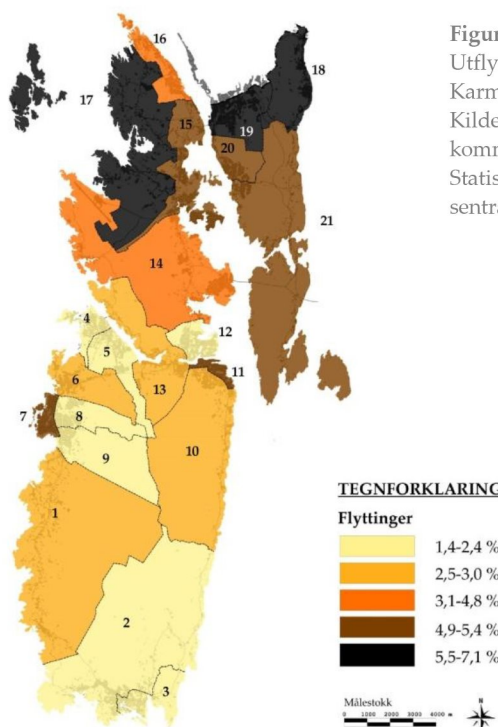 Figur
Utfly
Karm
Kilde
komm
Statis
sentra
16
17
18
15
19
20
21
14
4
12
5
6
11
13
7
8
10
9
1
2
3
TEGNFORKLARING
Flyttinger
1,4-2,4 %
2,5-3,0 %
3,1-4,8 %
4,9-5,4 %
5,5-7,1 %
Målestokk
0 1000 2000 3000 4000 m